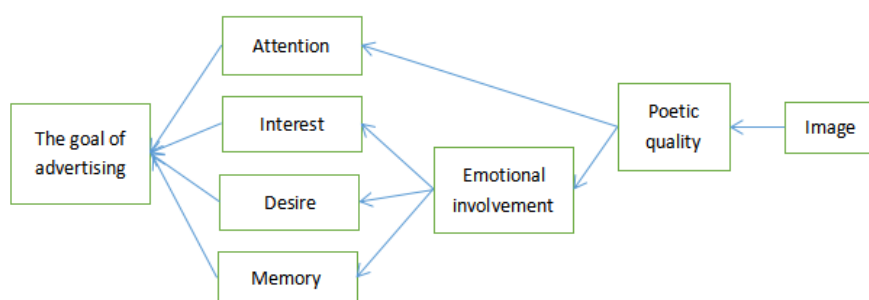 Attention
Interest
The goal of
advertising
Desire
Memory
Emotional
involvement
Poetic
quality
Image